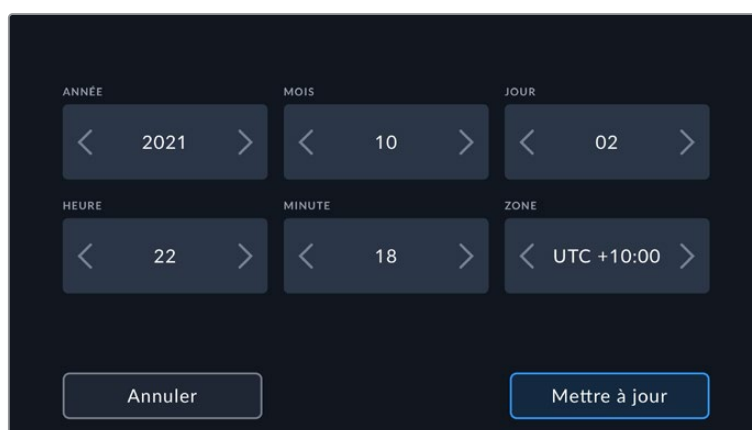 ANNÉE MOIS JOUR
2021 10 02
HEURE MINUTE ZONE
22 18 UTC +10:00
Annuler Mettre à jour